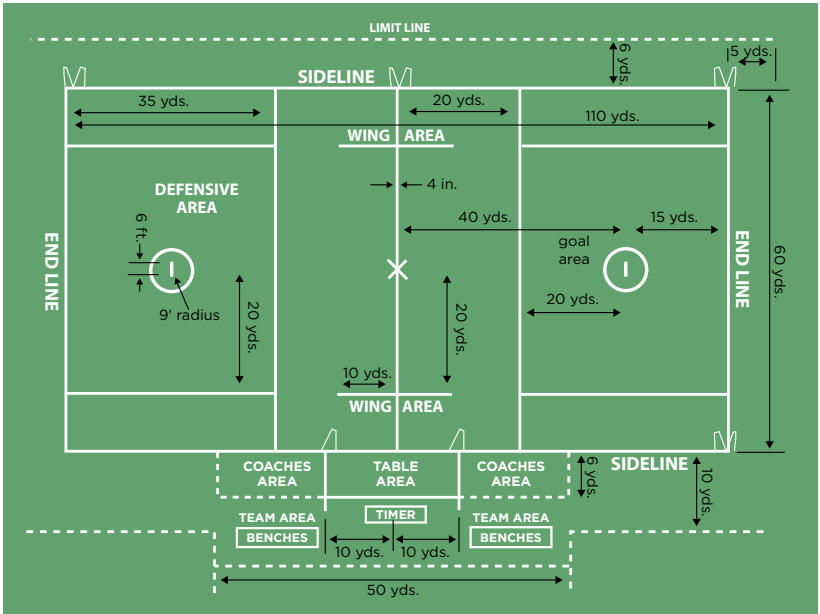 LIMIT LINE
6 yds.
5 yds.
SIDELINE
35 yds.
20 yds.
110 yds.
WING AREA
4 in.
DEFENSIVE
AREA
6 ft.
40 yds.
15 yds.
goal
area
END LINE
END LINE
60 yds.
9' radius
20 yds.
20 yds.
20 yds.
10 yds.
WING AREA
COACHES
AREA
TABLE
AREA
COACHES
AREA
6 yds.
SIDELINE
10 yds.
TEAM AREA
BENCHES
TIMER
TEAM AREA
BENCHES
10 yds.
10 yds.
50 yds.